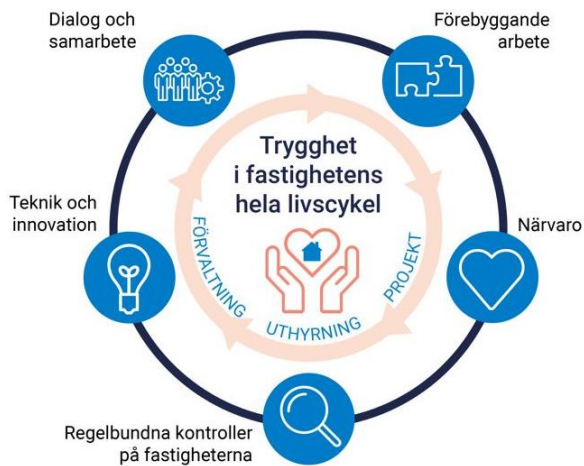 Dialog och
samarbete
Förebyggande
arbete
Trygghet
i fastighetens
hela livscykel
Teknik och
innovation
Närvaro
FÖRVALTNING
UTHYRNING
PROJEKT
Regelbundna kontroller
på fastigheterna